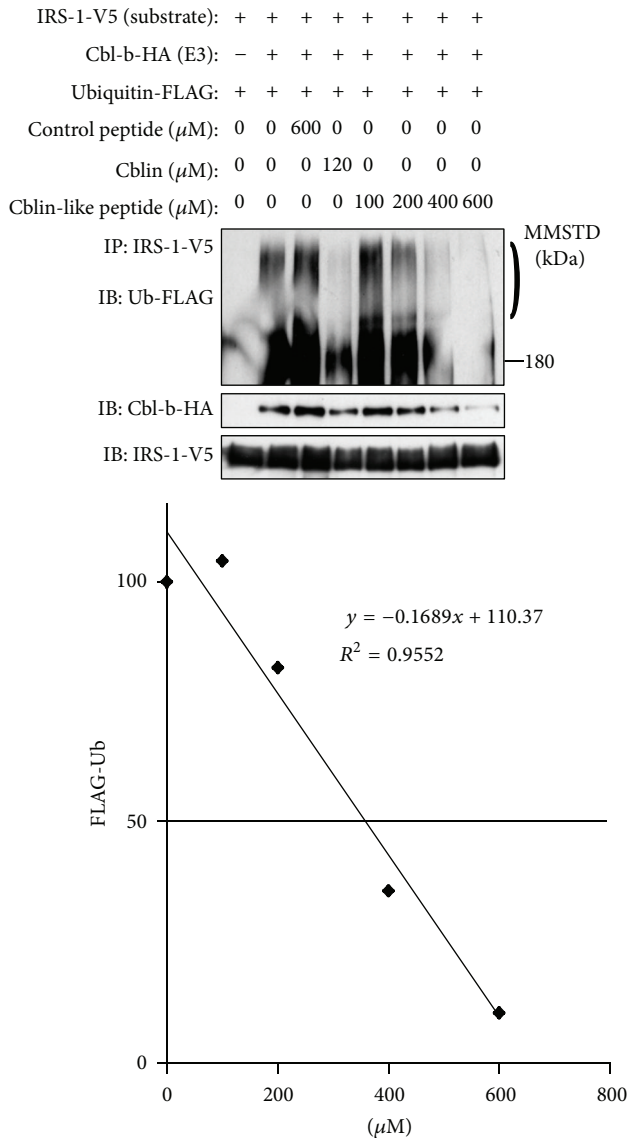 IRS-1-V5 (substrate): + + + + + + + +
Cbl-b-HA (E3): − + + + + + + +
Ubiquitin-FLAG: + + + + + + + +
Control peptide (μM): 0 0 600 0 0 0 0 0
Cblin (μM): 0 0 0 120 0 0 0 0
Cblin-like peptide (μM): 0 0 0 0 100 200 400 600
IP: IRS-1-V5
MMSTD
(kDa)
IB: Ub-FLAG
180
IB: Cbl-b-HA
IB: IRS-1-V5
100
y = −0.1689x + 110.37
R² = 0.9552
FLAG-Ub
50
0
0 200 400 600 800
(μM)